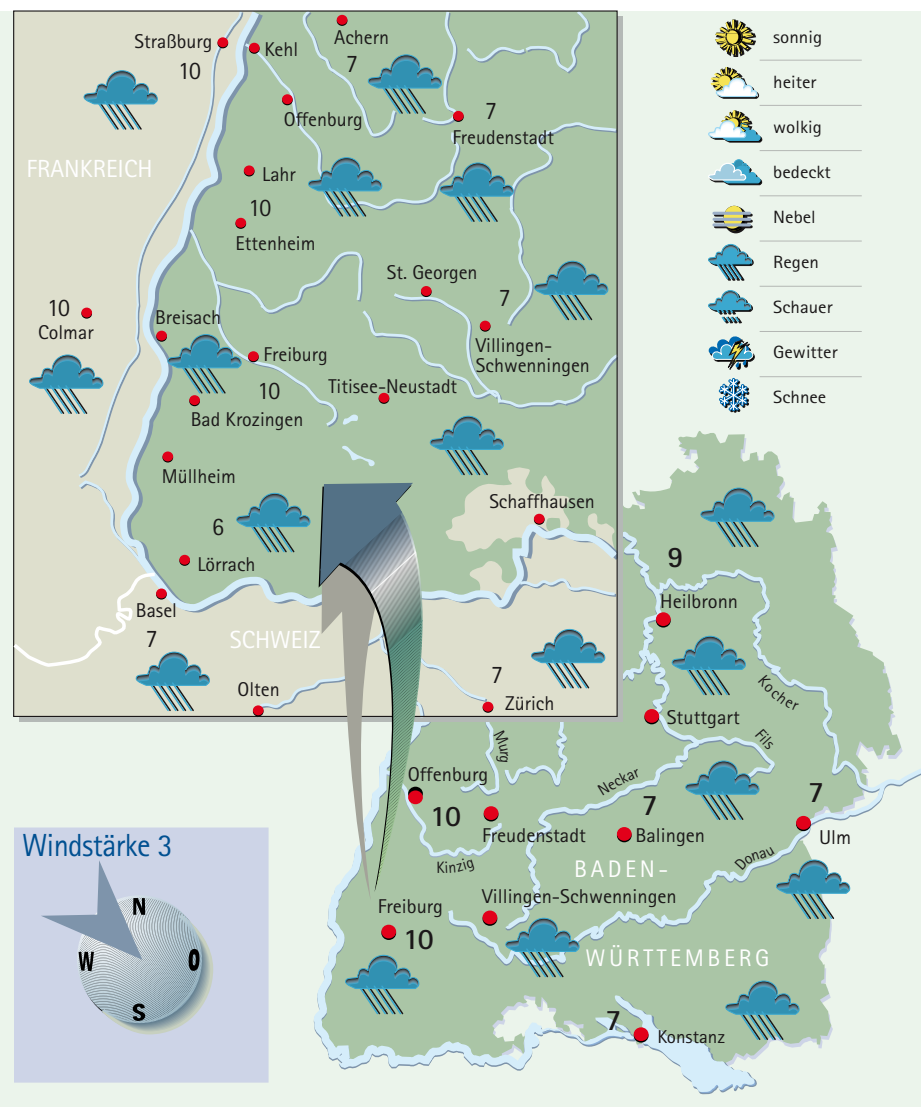 Straßburg
10
Kehl
Achern
7
Offenburg
7
Freudenstadt
FRANKREICH
Lahr
10
Ettenheim
St. Georgen
10
Colmar
Breisach
7
Villingen-
Schwenningen
Freiburg
10
Titisee-Neustadt
Bad Krozingen
Müllheim
6
Lörrach
Schaffhausen
Basel
7
SCHWEIZ
Olten
7
Zürich
sonnig
heiter
wolkig
bedeckt
Nebel
Regen
Schauer
Gewitter
Schnee
9
Heilbronn
Kocher
Stuttgart
Fils
Murg
Neckar
Offenburg
10
Freudenstadt
Kinzig
7
Balingen
7
Ulm
Donau
BADEN-
WÜRTTEMBERG
Villingen-Schwenningen
Freiburg
10
7
Konstanz
Windstärke 3
N
W
O
S